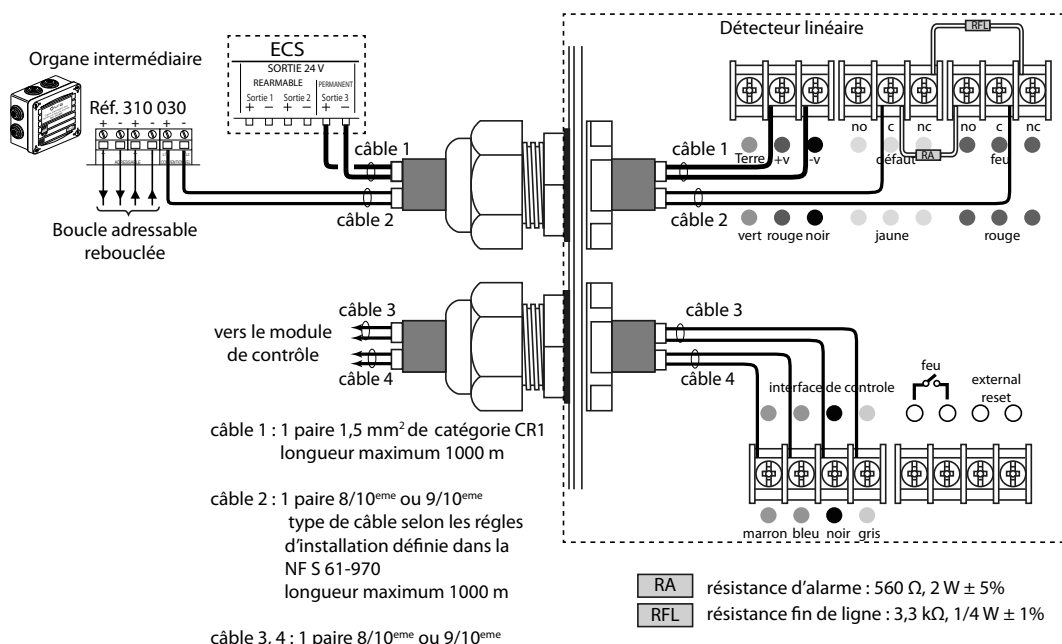 Détecteur linéaire
RFL
Organe intermédiaire
Réf. 310 030
+ - + - + -
ADRESSABLE
ECS
SORTIE 24 V
REARMABLE PERMANENT
Sortie 1 Sortie 2 Sortie 3
+ − + − + −
câble 1
câble 2
câble 1
câble 2
no c nc no c nc
RA
Terre +v -v défaut feu
vert rouge noir jaune rouge
Boucle adressable
rebouclée
câble 3
câble 4
vers le module
de contrôle
câble 3
câble 4
interface de controle
feu
external
reset
marron bleu noir gris
câble 1 : 1 paire 1,5 mm² de catégorie CR1
longueur maximum 1000 m
câble 2 : 1 paire 8/10eme ou 9/10eme
type de câble selon les régles
d'installation définie dans la
NF S 61-970
longueur maximum 1000 m
câble 3, 4 : 1 paire 8/10eme ou 9/10eme
RA résistance d'alarme : 560 Ω, 2 W ± 5%
RFL résistance fin de ligne : 3,3 kΩ, 1/4 W ± 1%